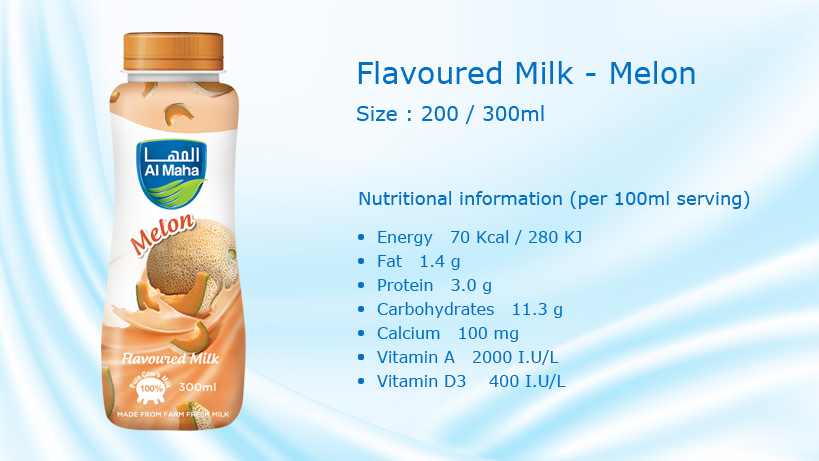 Flavoured Milk - Melon
Size : 200 / 300ml
Nutritional information (per 100ml serving)
Energy 70 Kcal / 280 KJ
Fat 1.4 g
Protein 3.0 g
Carbohydrates 11.3 g
Calcium 100 mg
Vitamin A 2000 I.U/L
Vitamin D3 400 I.U/L
المها
Al Maha
Melon
Flavoured Milk
Pure Cow's Milk
100%
300ml
MADE FROM FARM FRESH MILK